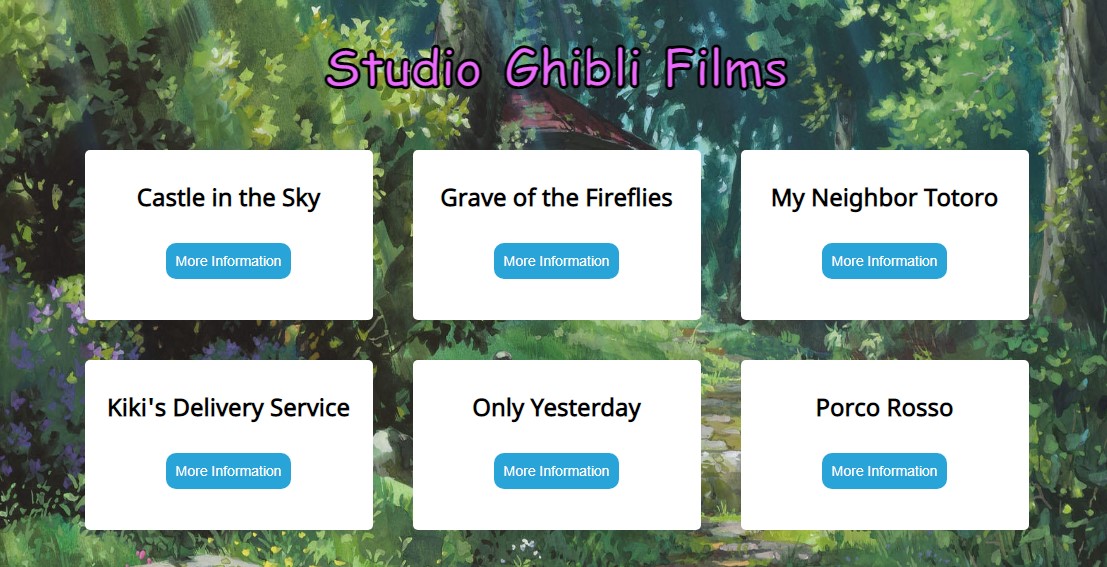 Studio Ghibli Films
Castle in the Sky
More Information
Grave of the Fireflies
More Information
My Neighbor Totoro
More Information
Kiki's Delivery Service
More Information
Only Yesterday
More Information
Porco Rosso
More Information